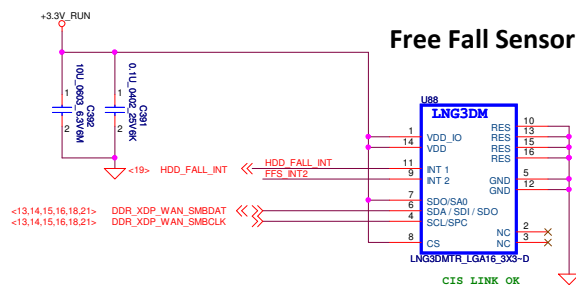 +3.3V_RUN
Free Fall Sensor
10U_0603_6.3V6M
C392
1
2
0.1U_0402_25V6K
C391
1
2
U88
LNG3DM
1 VDD_IO
14 VDD
RES 10
RES 13
RES 15
RES 16
<19> HDD_FALL_INT HDD_FALL_INT 11 INT 1
FFS_INT2 9 INT 2
GND 5
GND 12
7 SDO/SA0
<13,14,15,16,18,21> DDR_XDP_WAN_SMBDAT 6 SDA / SDI / SDO
<13,14,15,16,18,21> DDR_XDP_WAN_SMBCLK 4 SCL/SPC
NC 2
8 CS
NC 3
LNG3DMTR_LGA16_3X3~D
CIS LINK OK